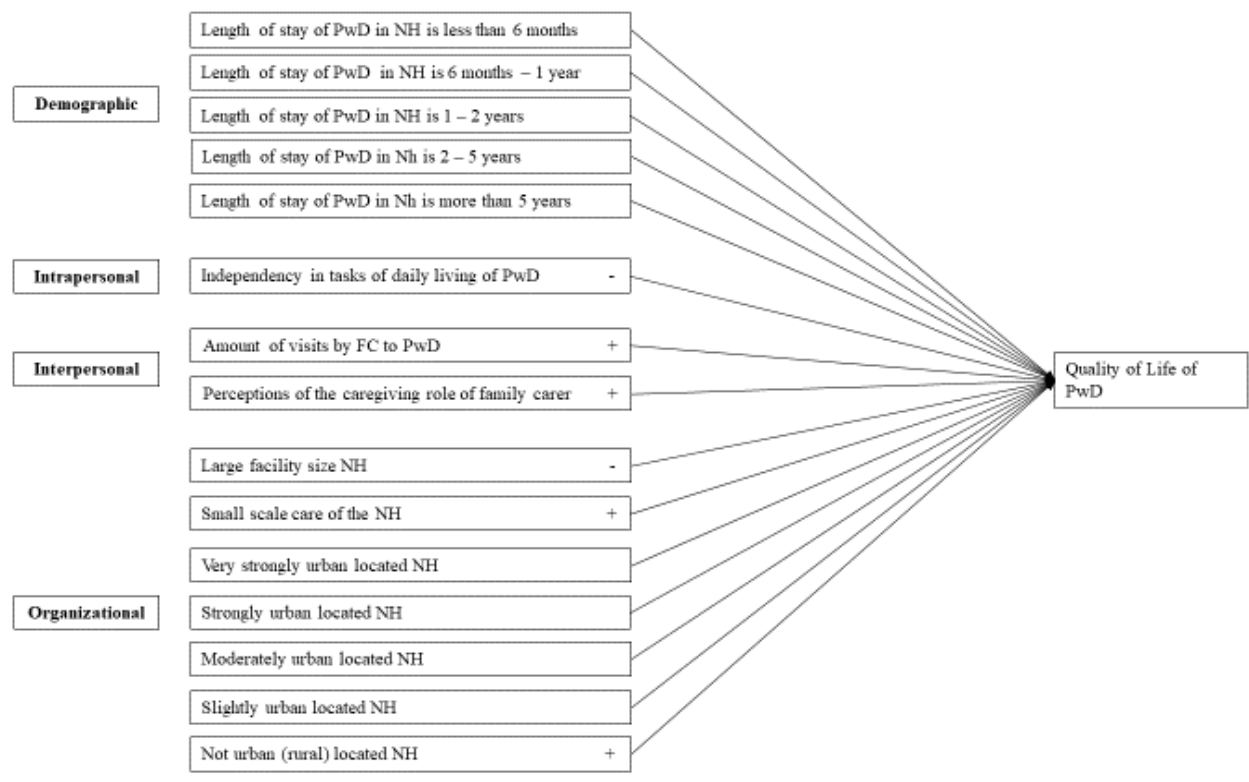 Demographic
Length of stay of PwD in NH is less than 6 months
Length of stay of PwD in NH is 6 months – 1 year
Length of stay of PwD in NH is 1 – 2 years
Length of stay of PwD in Nh is 2 – 5 years
Length of stay of PwD in Nh is more than 5 years
Intrapersonal
Independency in tasks of daily living of PwD -
Interpersonal
Amount of visits by FC to PwD +
Perceptions of the caregiving role of family carer +
Organizational
Large facility size NH -
Small scale care of the NH +
Very strongly urban located NH
Strongly urban located NH
Moderately urban located NH
Slightly urban located NH
Not urban (rural) located NH +
Quality of Life of
PwD